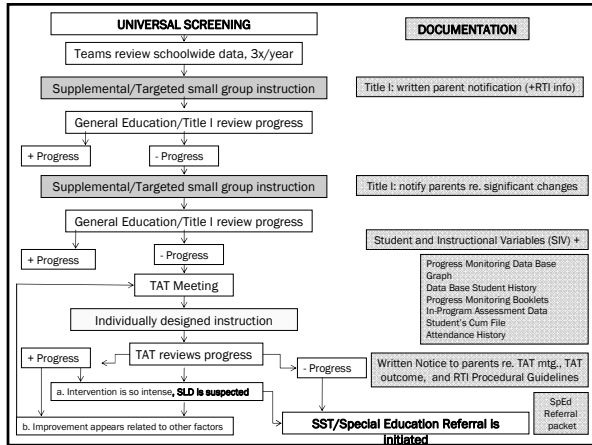 UNIVERSAL SCREENING
DOCUMENTATION
Teams review schoolwide data, 3x/year
Supplemental/Targeted small group instruction
Title I: written parent notification (+RTI info)
General Education/Title I review progress
+ Progress
- Progress
Supplemental/Targeted small group instruction
Title I: notify parents re. significant changes
General Education/Title I review progress
Student and Instructional Variables (SIV) +
+ Progress
- Progress
Progress Monitoring Data Base
Graph
Data Base Student History
Progress Monitoring Booklets
In-Program Assessment Data
Student's Cum File
Attendance History
TAT Meeting
Individually designed instruction
+ Progress
TAT reviews progress
- Progress
Written Notice to parents re. TAT mtg., TAT
outcome, and RTI Procedural Guidelines
a. Intervention is so intense, SLD is suspected
SpEd
Referral
packet
b. Improvement appears related to other factors
SST/Special Education Referral is
initiated